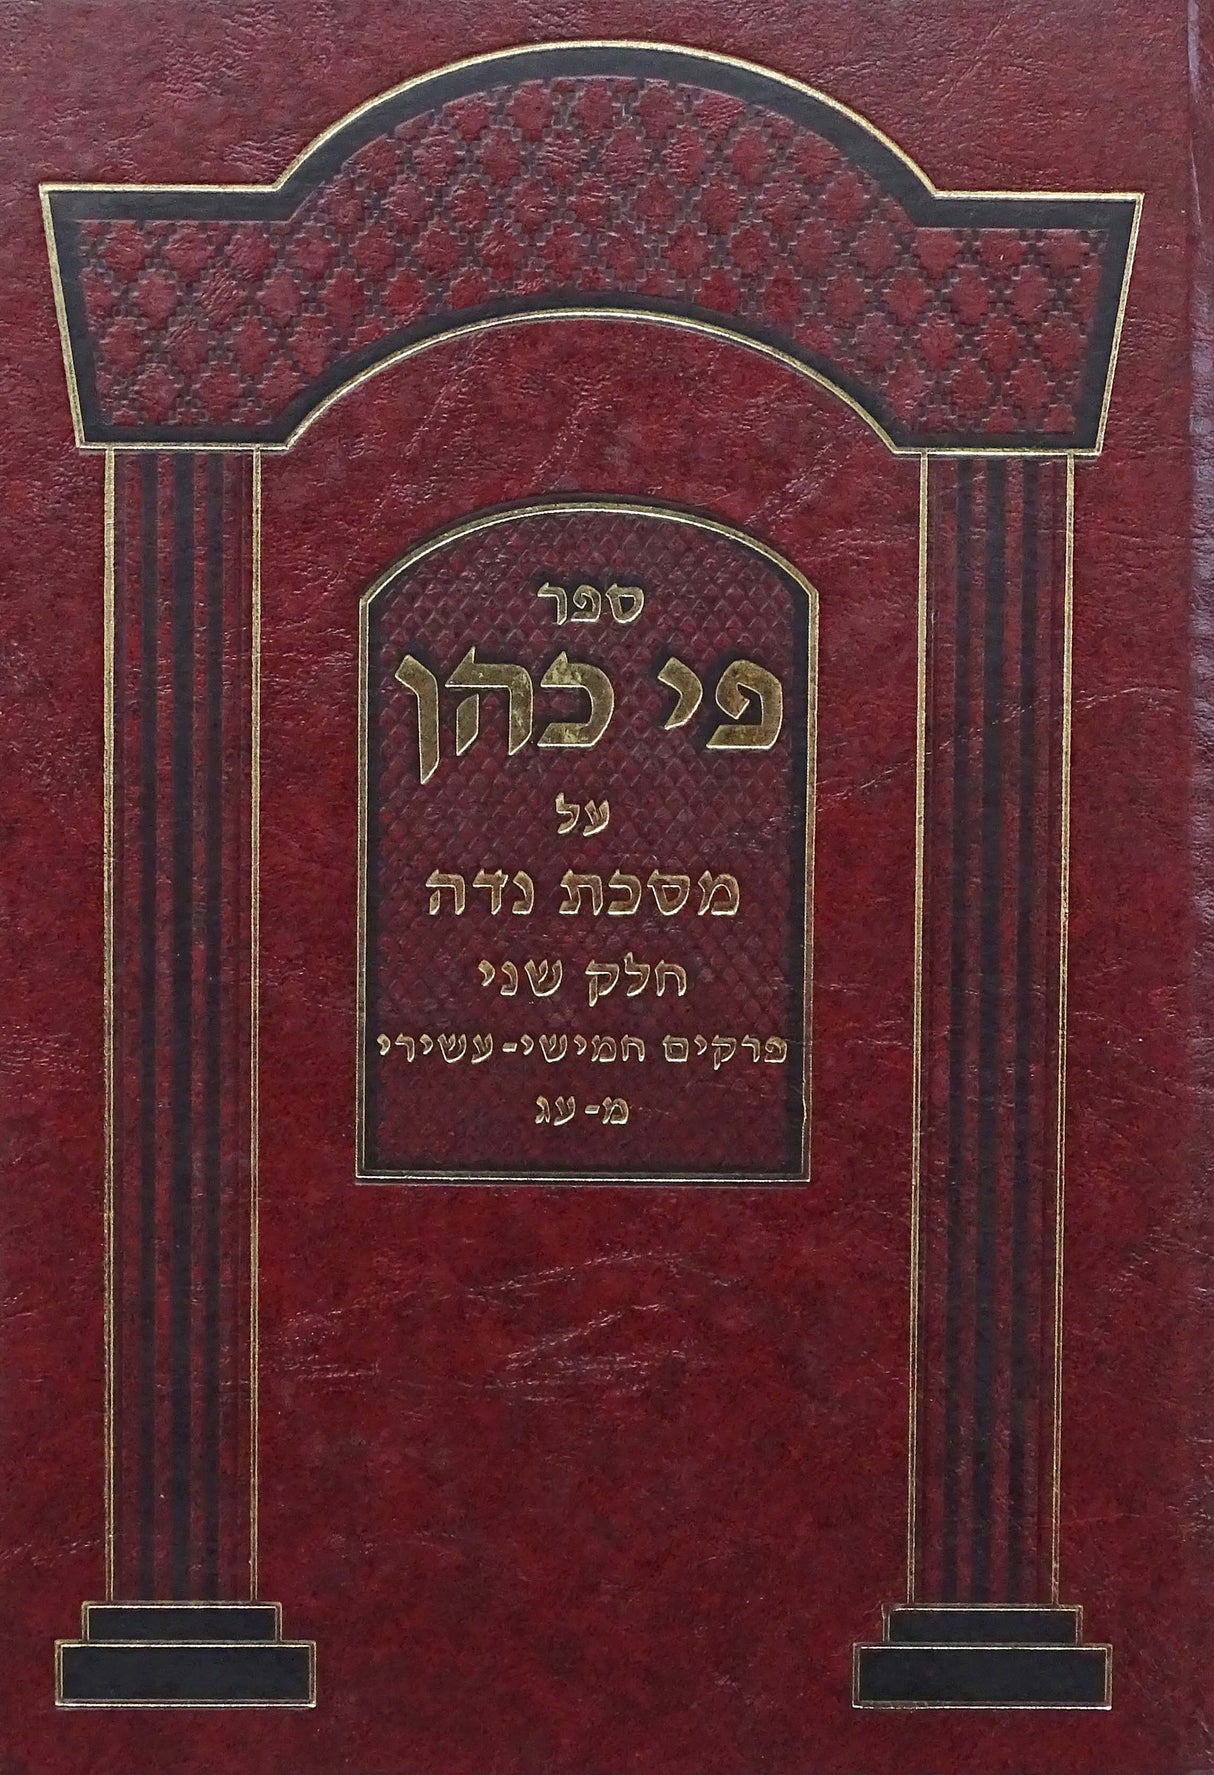 ספר
פי כהן
על
מסכת נדה
חלק שני
פרקים חמישי- עשירי
מ- עג